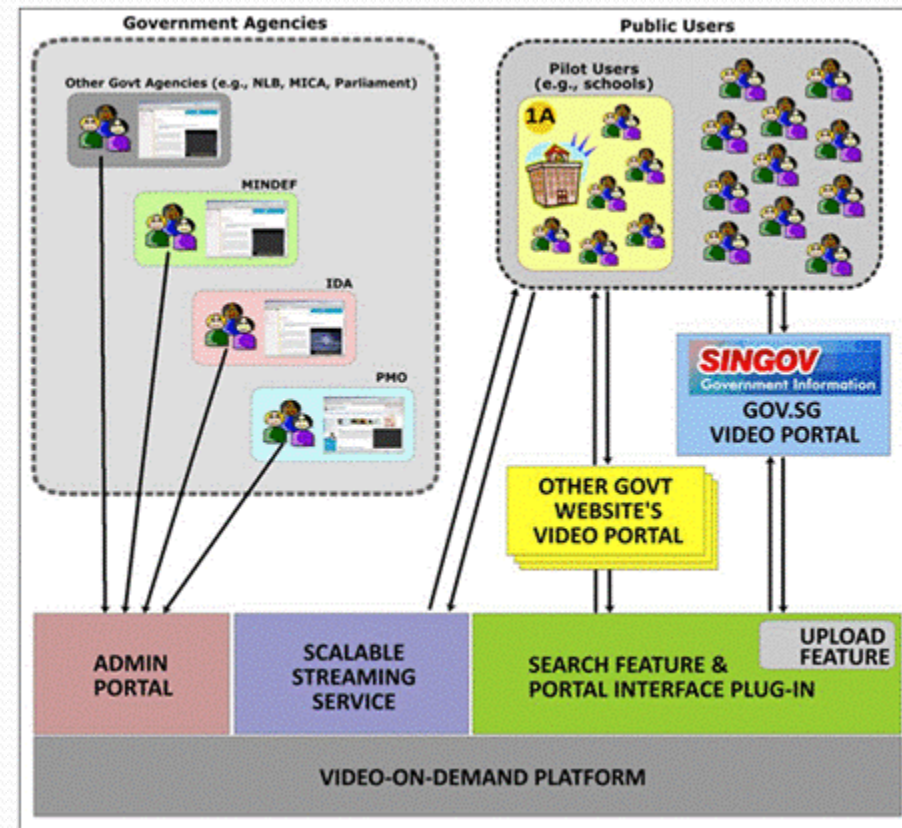 Government Agencies
Other Govt Agencies (e.g., NLB, MICA, Parliament)
MINDEF
IDA
PMO
Public Users
Pilot Users
(e.g., schools)
1A
SINGOV
Government Information
GOV.SG
VIDEO PORTAL
OTHER GOVT
WEBSITE'S
VIDEO PORTAL
ADMIN
PORTAL
SCALABLE
STREAMING
SERVICE
SEARCH FEATURE &
PORTAL INTERFACE PLUG-IN
UPLOAD
FEATURE
VIDEO-ON-DEMAND PLATFORM